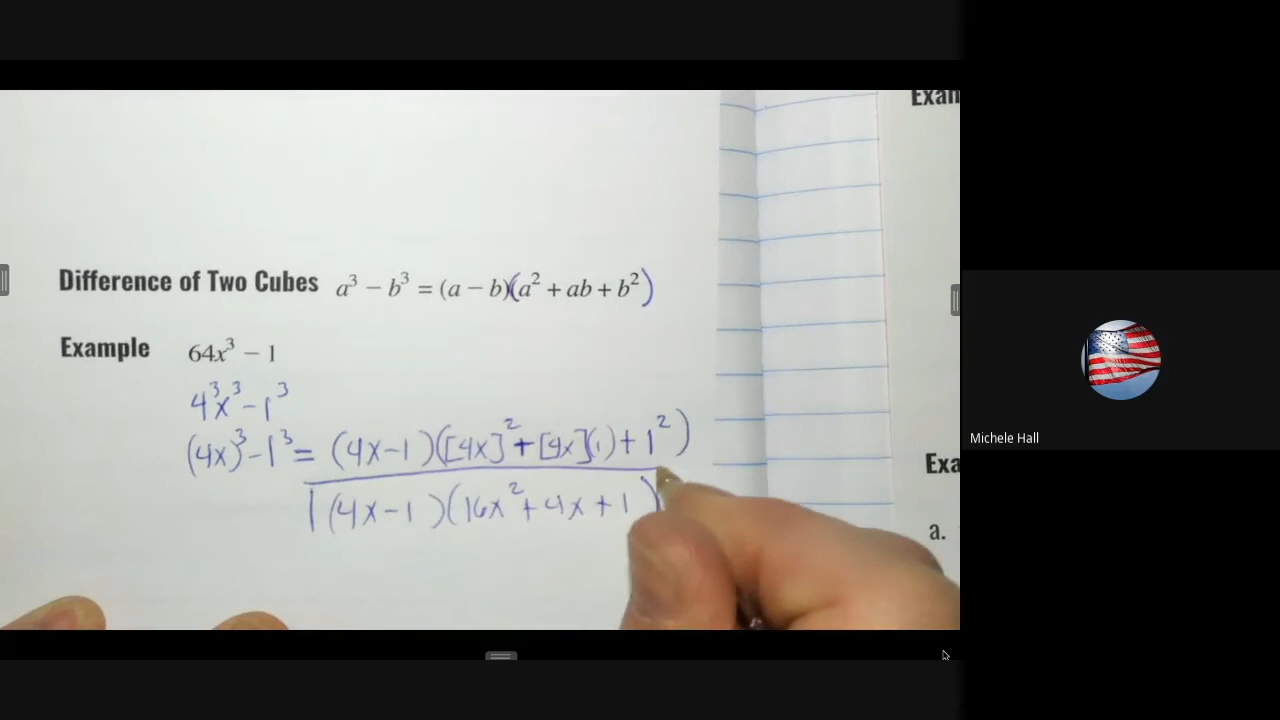 Exam
Difference of Two Cubes a³ − b³ = (a − b)(a² + ab + b²)
Example 64x³ − 1
4³x³ - 1³
(4x)³ - 1³ = (4x - 1)([4x]² + [4x](1) + 1²)
(4x - 1)(16x² + 4x + 1)
Michele Hall
Exa
a.